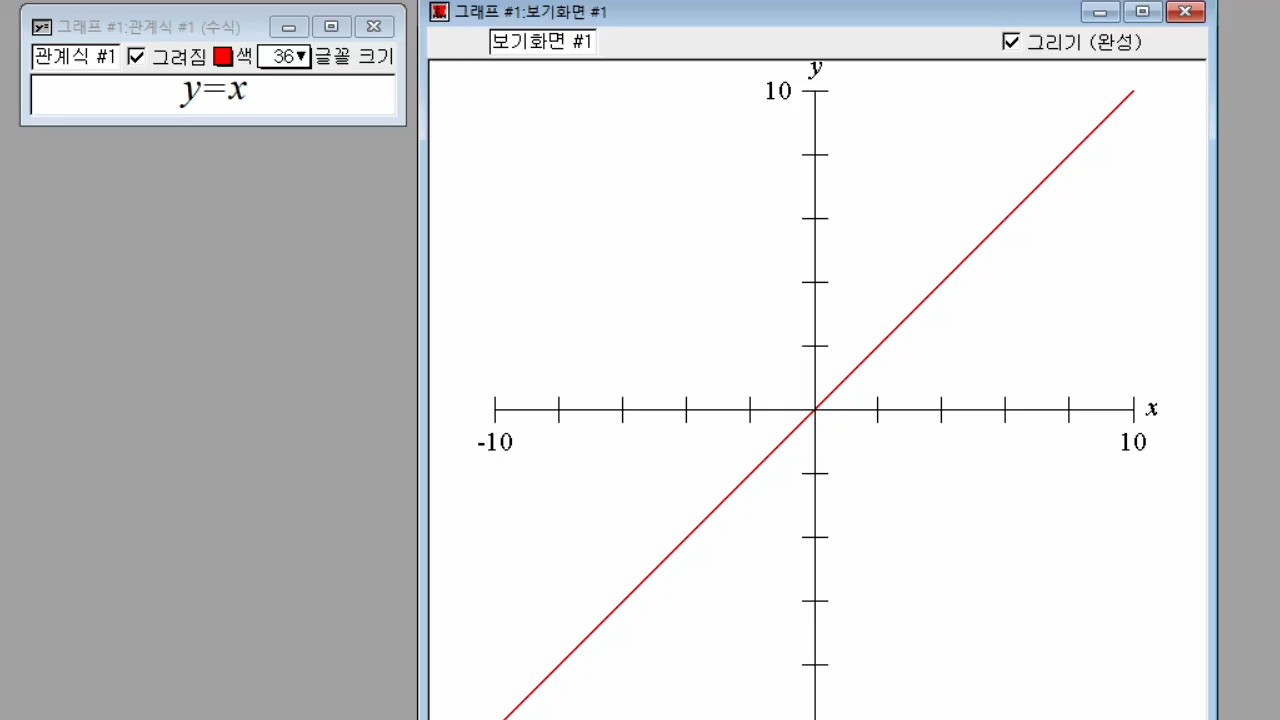 그래프 #1:관계식 #1 (수식)
관계식 #1 그려짐 색 36 글꼴 크기
y=x
그래프 #1:보기화면 #1
보기화면 #1 그리기 (완성)
y
10
x
-10 10